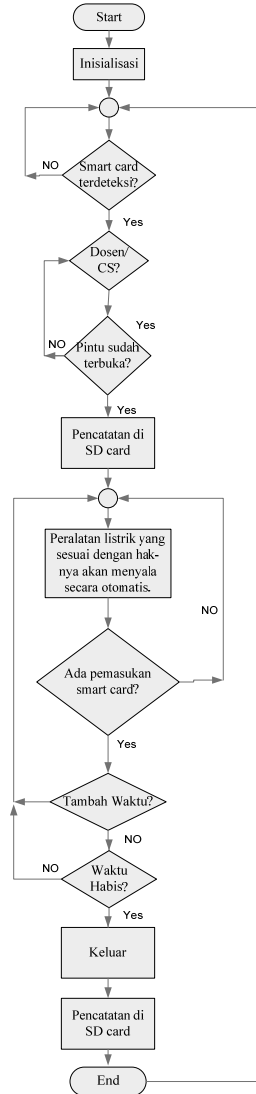 Start
Inisialisasi
NO
Smart card
terdeteksi?
Yes
Dosen/
CS?
Yes
NO
Pintu sudah
terbuka?
Yes
Pencatatan di
SD card
Peralatan listrik yang
sesuai dengan hak-
nya akan menyala
secara otomatis.
NO
Ada pemasukan
smart card?
Yes
Tambah Waktu?
NO
NO
Waktu
Habis?
Yes
Keluar
Pencatatan di
SD card
End